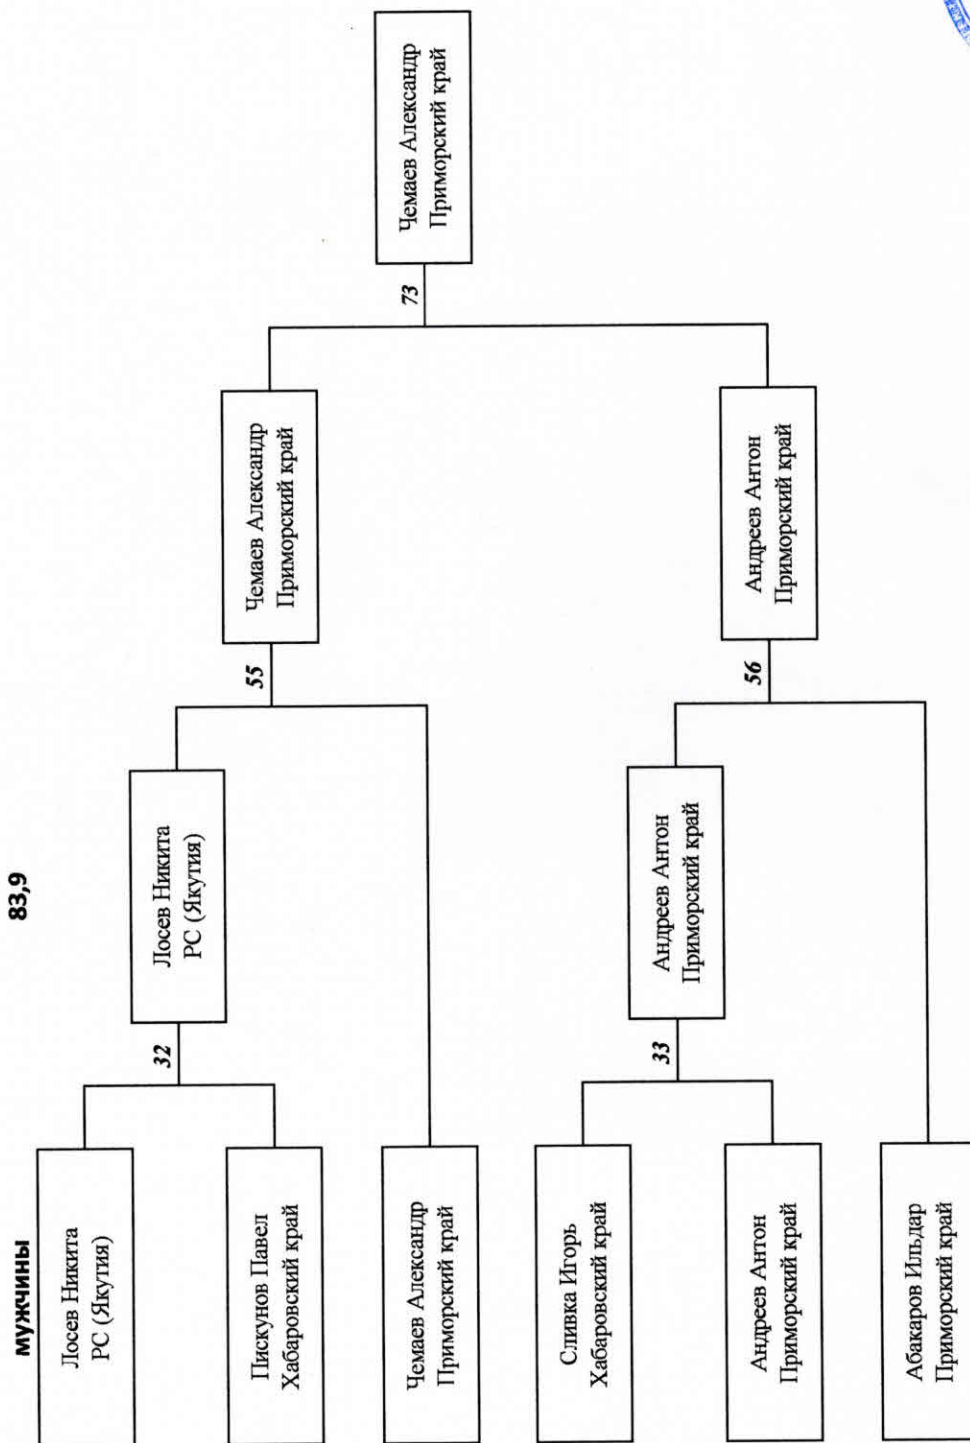 мужчины
83,9
Лосев Никита
РС (Якутия)
Пискунов Павел
Хабаровский край
Чемаев Александр
Приморский край
Сливка Игорь
Хабаровский край
Андреев Антон
Приморский край
Абакаров Ильдар
Приморский край
32
33
Лосев Никита
РС (Якутия)
Андреев Антон
Приморский край
55
56
Чемаев Александр
Приморский край
Андреев Антон
Приморский край
73
Чемаев Александр
Приморский край